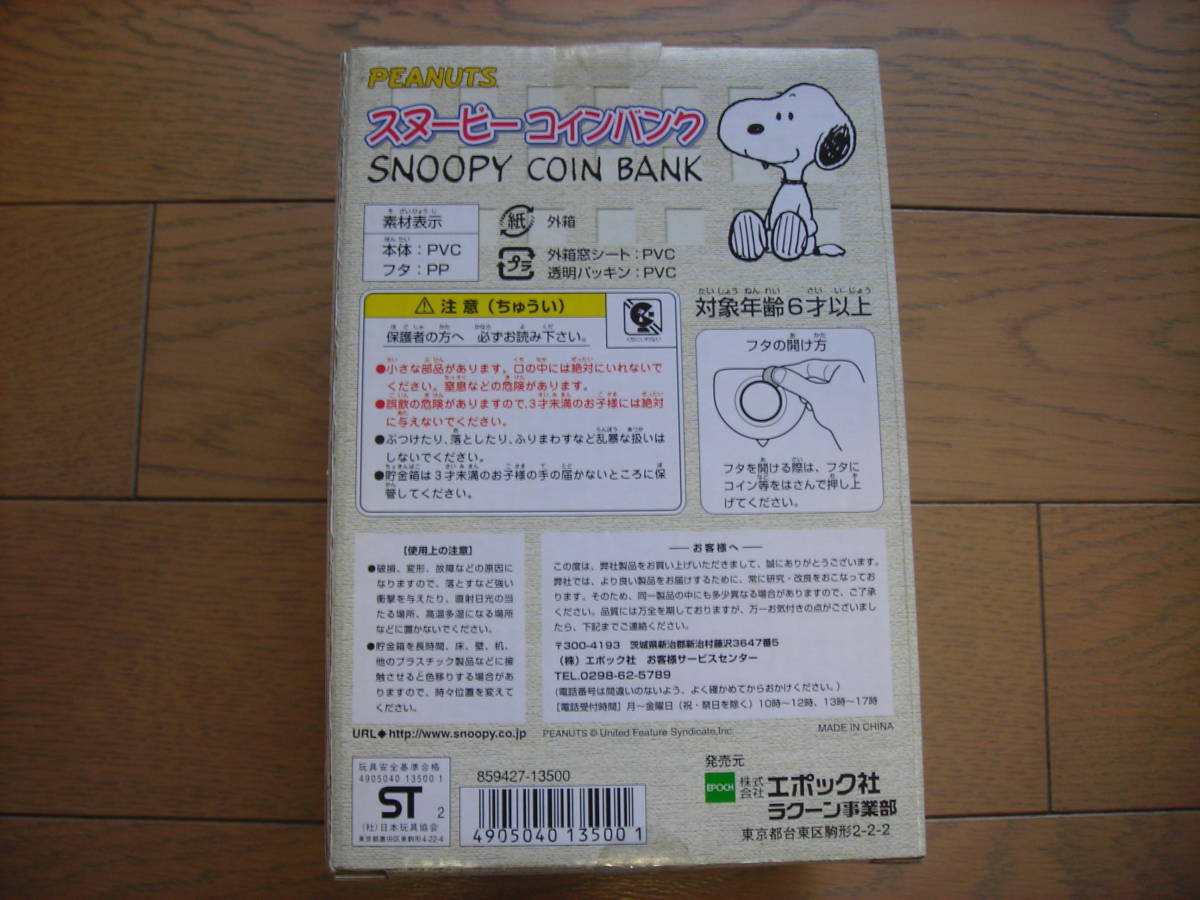 PEANUTS
スヌーピー コインバンク
SNOOPY COIN BANK
素材表示
本体：PVC
フタ：PP
紙 外箱
プラ 外箱窓シート：PVC
透明パッキン：PVC
対象年齢6才以上
⚠注意（ちゅうい）
保護者の方へ 必ずお読み下さい。
●小さな部品があります。口の中には絶対にいれないで
ください。窒息などの危険があります。
●誤飲の危険がありますので、3才未満のお子様には絶対
に与えないでください。
●ぶつけたり、落としたり、ふりまわすなど乱暴な扱いは
しないでください。
●貯金箱は3才未満のお子様の手の届かないところに保
管してください。
フタの開け方
フタを開ける際は、フタに
コイン等をはさんで押し上
げてください。
【使用上の注意】
●破損、変形、故障などの原因に
なりますので、落とすなど強い
衝撃を与えたり、直射日光の当
たる場所、高温多湿になる場所
などに置かないでください。
●貯金箱を長時間、床、壁、机、
他のプラスチック製品などに接
触させると色移りする場合があ
りますので、時々位置を変えて
ください。
――お客様へ――
この度は、弊社製品をお買い上げいただきまして、誠にありがとうございます。
弊社では、より良い製品をお届けするために、常に研究・改良をおこなってお
ります。そのため、同一製品の中にも多少異なる場合がありますので、ご了承
ください。品質には万全を期しておりますが、万一お気付きの点がございまし
たら、下記までご連絡ください。
〒300-4193 茨城県新治郡新治村藤沢3647番5
（株）エポック社 お客様サービスセンター
TEL.0298-62-5789
（電話番号は間違いのないよう、よく確かめてからおかけください。）
［電話受付時間］月〜金曜日（祝・祭日を除く）10時〜12時、13時〜17時
URL◆http://www.snoopy.co.jp
PEANUTS © United Feature Syndicate,Inc.
MADE IN CHINA
玩具安全基準合格
4905040 13500 1
ST 2
（社）日本玩具協会
東京都墨田区東駒形4-22-4
859427-13500
4905040 135001
発売元
EPOCH 株式会社 エポック社
ラクーン事業部
東京都台東区駒形2-2-2